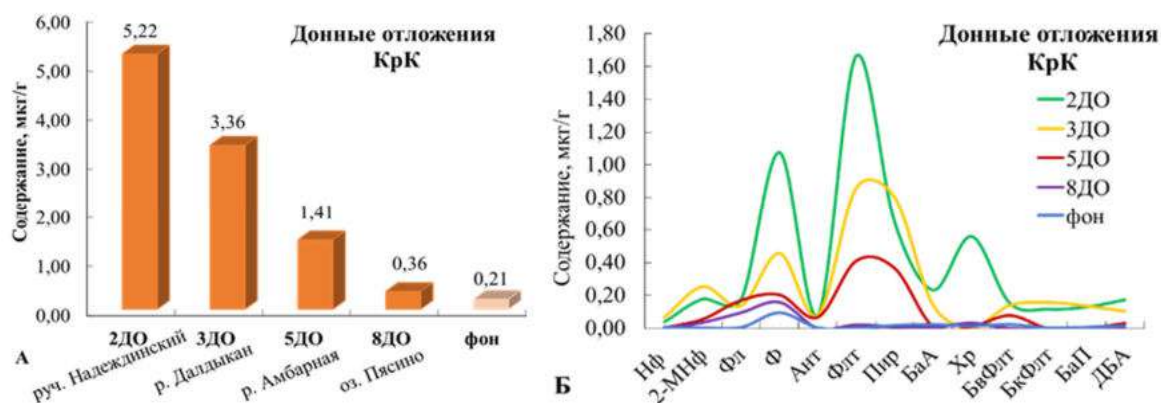 Донные отложения
КрК
Содержание, мкг/г
6,00
5,00
4,00
3,00
2,00
1,00
0,00
5,22
3,36
1,41
0,36
0,21
2ДО
3ДО
5ДО
8ДО
фон
руч. Надеждинский
р. Далдыкан
р. Амбарная
оз. Пясино
А
Донные отложения
КрК
Содержание, мкг/г
1,80
1,60
1,40
1,20
1,00
0,80
0,60
0,40
0,20
0,00
2ДО
3ДО
5ДО
8ДО
фон
Нф
2-МНф
Фл
Ф
Ант
Флт
Пир
БаА
Хр
БвФлт
БкФлт
БаП
ДБА
Б